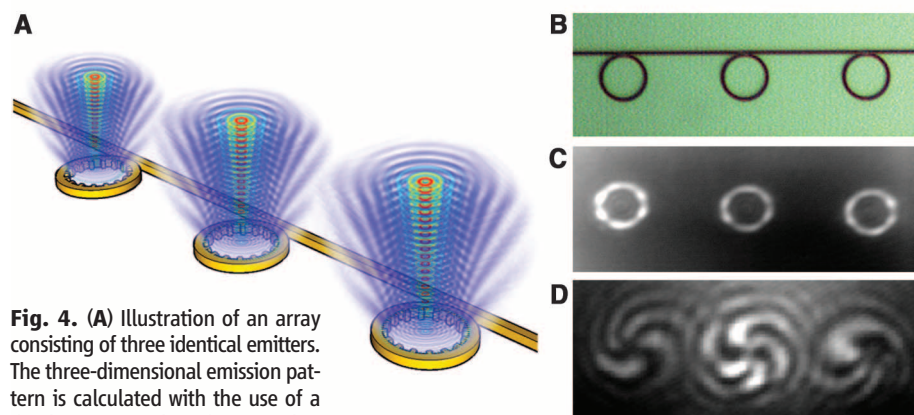 A
B
C
D
Fig. 4. (A) Illustration of an array
consisting of three identical emitters.
The three-dimensional emission pat-
tern is calculated with the use of a